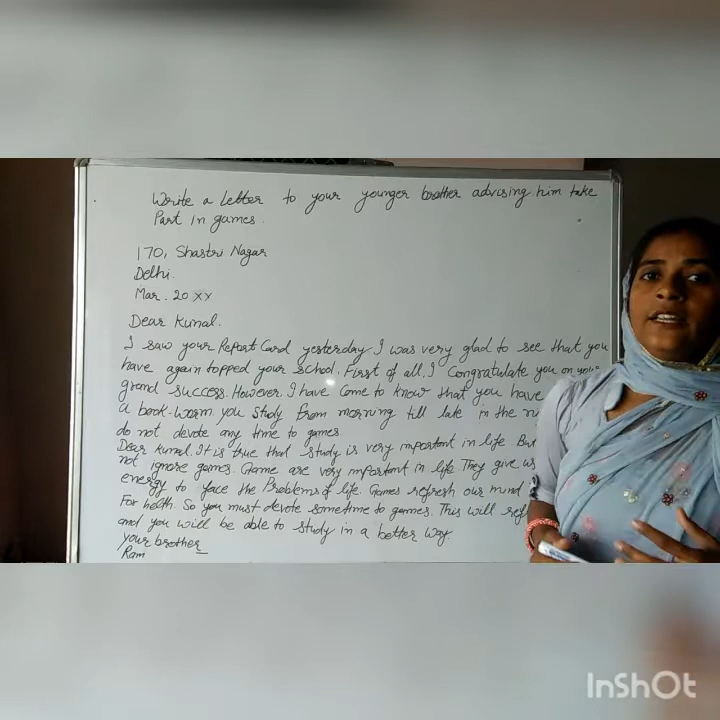 Write a letter to your younger brother advising him take
Part in games.
170, Shastri Nagar
Delhi.
Mar. 20 XX
Dear Kunal.
I saw your Report Card yesterday I was very glad to see that you
have again topped your school. First of all, I Congratulate you on your
grand success. However. I have Come to know that you have
a book-worm you study from morning till late in the
do not devote any time to games.
Dear Kunal. It is true that study is very important in life. But
not ignore games. Game are very important in life. They give us
energy to face the Problems of life. Games refresh our mind
For health. So you must devote sometime to games. This will
and you will be able to study in a better way.
your brother
Ram
InShOt